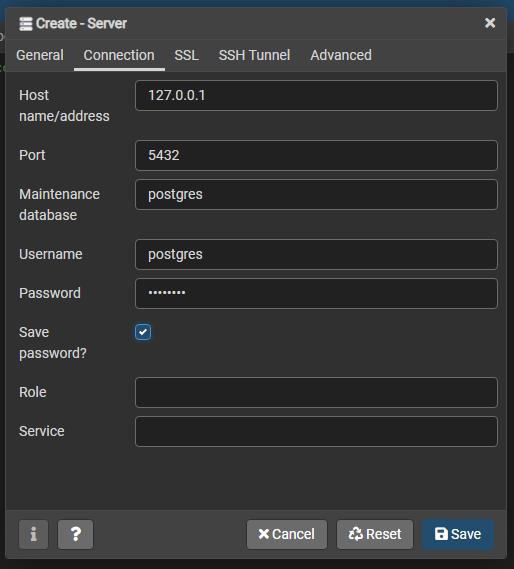 Create - Server
General Connection SSL SSH Tunnel Advanced
Host name/address 127.0.0.1
Port 5432
Maintenance database postgres
Username postgres
Password ••••••••
Save password?
Role
Service
i ? Cancel Reset Save